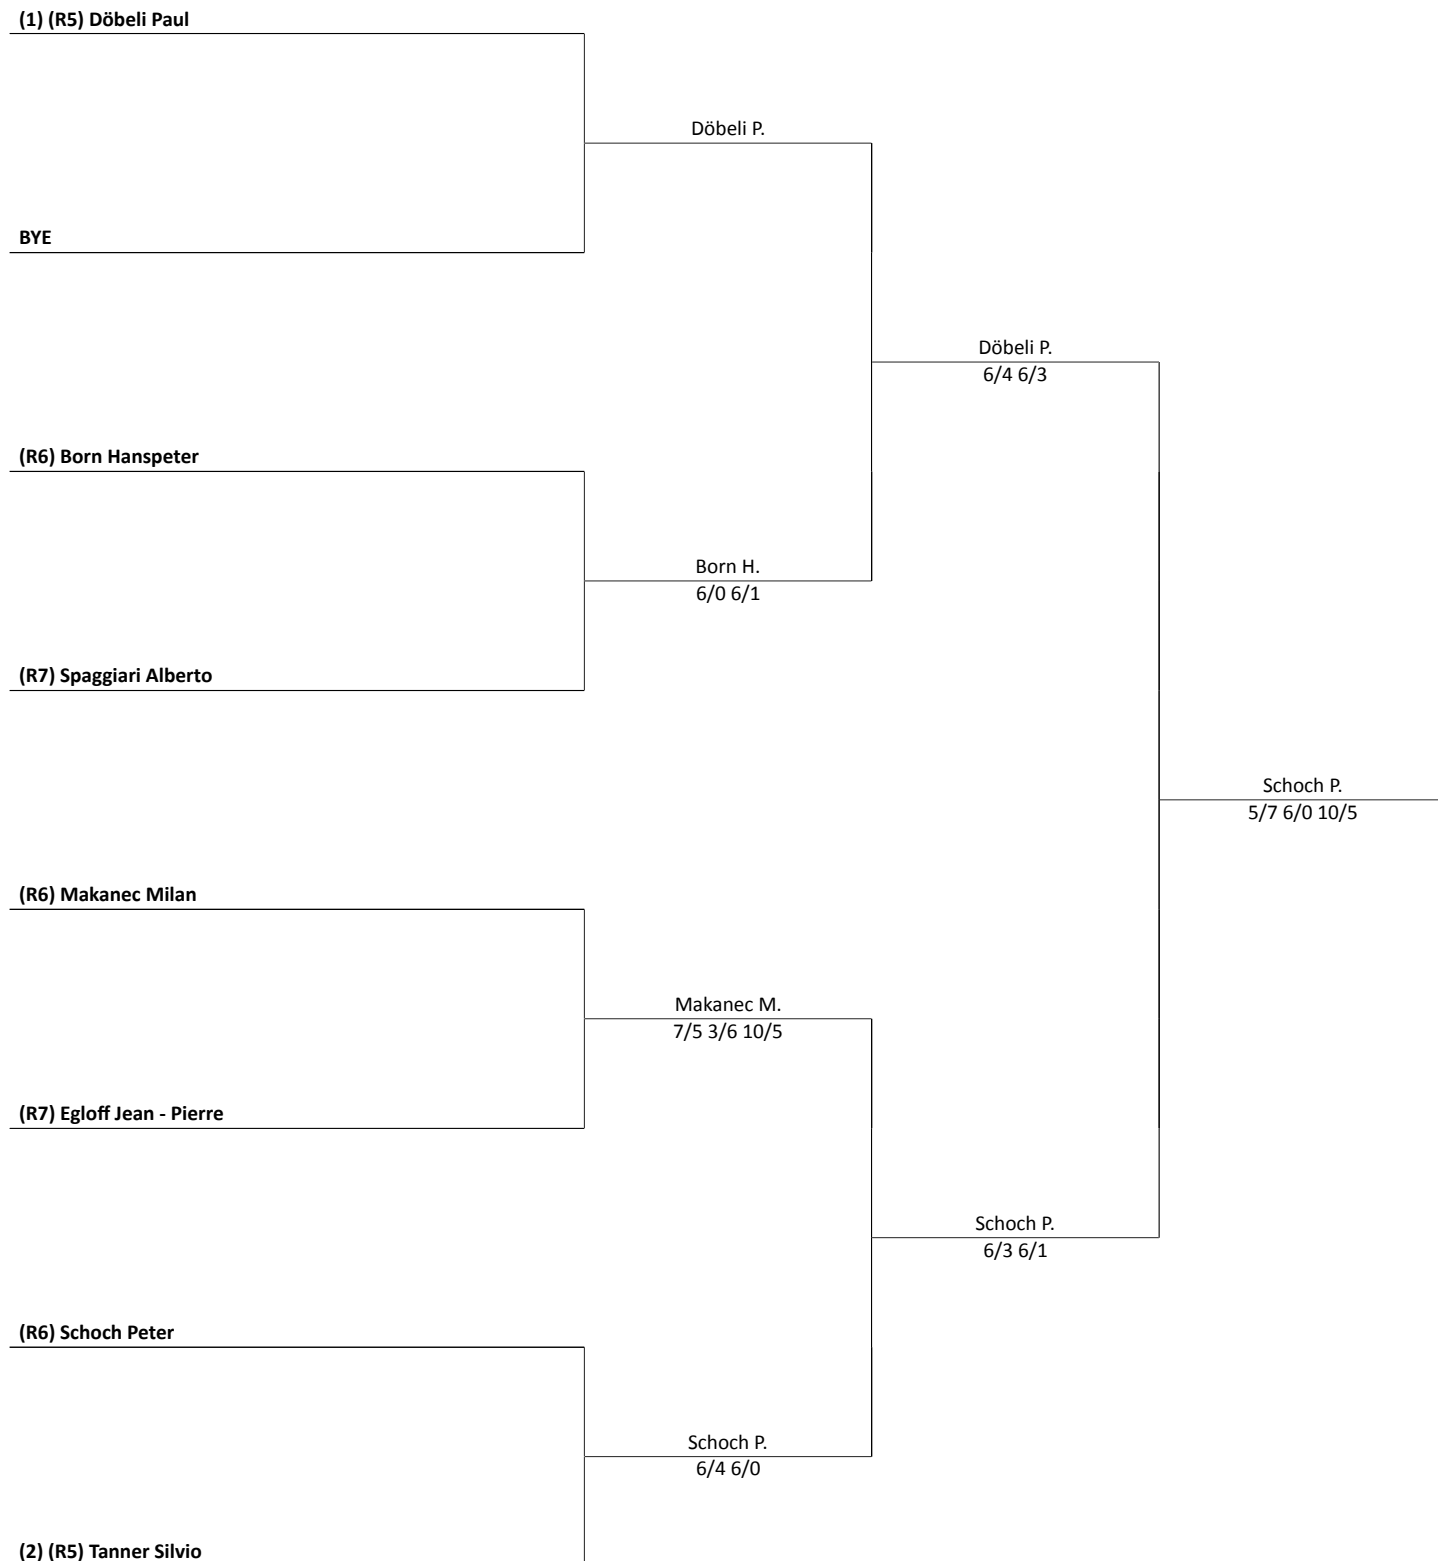 (1) (R5) Döbeli Paul
Döbeli P.
BYE
Döbeli P.
6/4 6/3
(R6) Born Hanspeter
Born H.
6/0 6/1
(R7) Spaggiari Alberto
Schoch P.
5/7 6/0 10/5
(R6) Makanec Milan
Makanec M.
7/5 3/6 10/5
(R7) Egloff Jean - Pierre
Schoch P.
6/3 6/1
(R6) Schoch Peter
Schoch P.
6/4 6/0
(2) (R5) Tanner Silvio